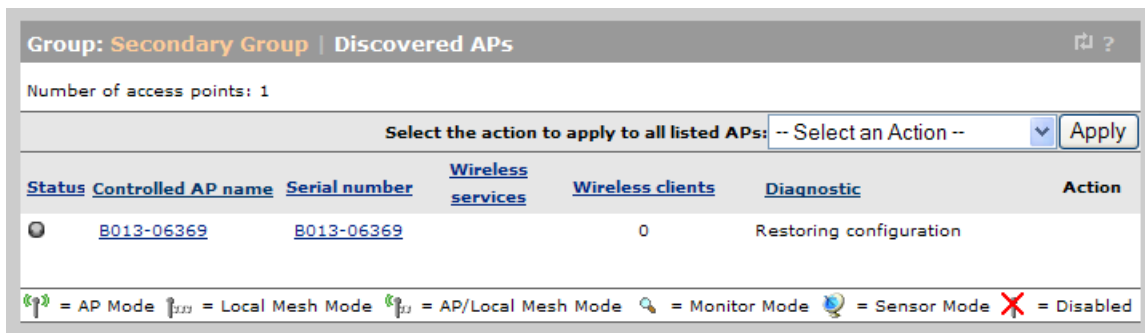 Group: Secondary Group | Discovered APs ?
Number of access points: 1
Select the action to apply to all listed APs: -- Select an Action -- Apply
Status Controlled AP name Serial number Wireless services Wireless clients Diagnostic Action
B013-06369 B013-06369 0 Restoring configuration
= AP Mode = Local Mesh Mode = AP/Local Mesh Mode = Monitor Mode = Sensor Mode = Disabled